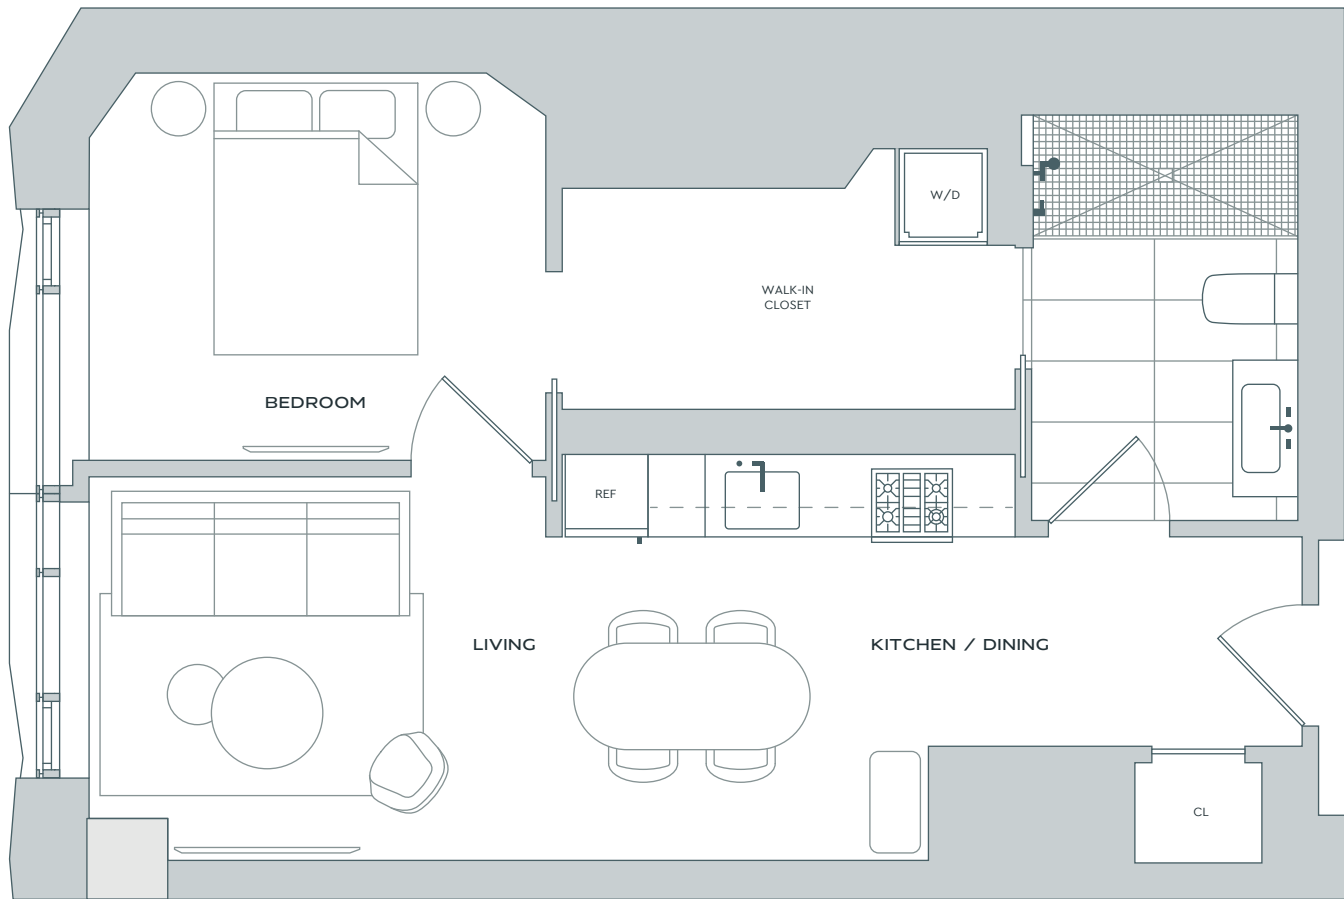 W/D
WALK-IN
CLOSET
BEDROOM
REF
LIVING
KITCHEN / DINING
CL